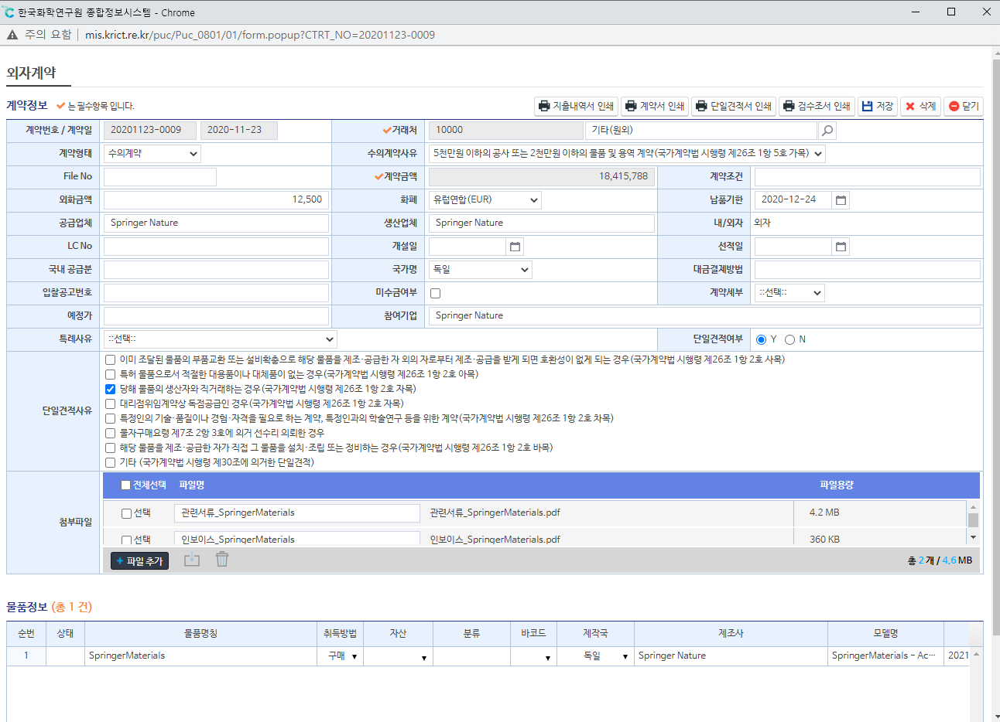 한국화학연구원 종합정보시스템 - Chrome
주의 요함 | mis.krict.re.kr/puc/Puc_0801/01/form.popup?CTRT_NO=20201123-0009
외자계약
계약정보 는 필수항목 입니다. 지출내역서 인쇄 계약서 인쇄 단일견적서 인쇄 검수조서 인쇄 저장 삭제 닫기
계약번호 / 계약일 20201123-0009 2020-11-23 거래처 10000 기타(원외)
계약형태 수의계약 수의계약사유 5천만원 이하의 공사 또는 2천만원 이하의 물품 및 용역 계약(국가계약법 시행령 제26조 1항 5호 가목)
File No 계약금액 18,415,788 계약조건
외화금액 12,500 화폐 유럽연합(EUR) 납품기한 2020-12-24
공급업체 Springer Nature 생산업체 Springer Nature 내/외자 외자
LC No 개설일 선적일
국내 공급분 국가명 독일 대금결제방법
입찰공고번호 미수금여부 계약세부 ::선택::
예정가 참여기업 Springer Nature
특례사유 ::선택:: 단일견적여부 Y N
단일견적사유
이미 조달된 물품의 부품교환 또는 설비확충으로 해당 물품을 제조·공급한 자 외의 자로부터 제조·공급을 받게 되면 호환성이 없게 되는 경우(국가계약법 시행령 제26조 1항 2호 사목)
특허 물품으로서 적절한 대용품이나 대체품이 없는 경우(국가계약법 시행령 제26조 1항 2호 아목)
당해 물품의 생산자와 직거래하는 경우(국가계약법 시행령 제26조 1항 2호 자목)
대리점위임계약상 독점공급인 경우(국가계약법 시행령 제26조 1항 2호 자목)
특정인의 기술·품질이나 경험·자격을 필요로 하는 계약, 특정인과의 학술연구 등을 위한 계약(국가계약법 시행령 제26조 1항 2호 차목)
물자구매요령 제7조 2항 3호에 의거 선수리 의뢰한 경우
해당 물품을 제조·공급한 자가 직접 그 물품을 설치·조립 또는 정비하는 경우(국가계약법 시행령 제26조 1항 2호 바목)
기타 (국가계약법 시행령 제30조에 의거한 단일견적)
첨부파일
전체선택 파일명 파일용량
선택 관련서류_SpringerMaterials 관련서류_SpringerMaterials.pdf 4.2 MB
선택 인보이스_SpringerMaterials 인보이스_SpringerMaterials.pdf 360 KB
+ 파일 추가 총 2 개 / 4.6 MB
물품정보 (총 1 건)
순번 상태 물품명칭 취득방법 자산 분류 바코드 제작국 제조사 모델명
1 SpringerMaterials 구매 독일 Springer Nature SpringerMaterials - Ac… 2021